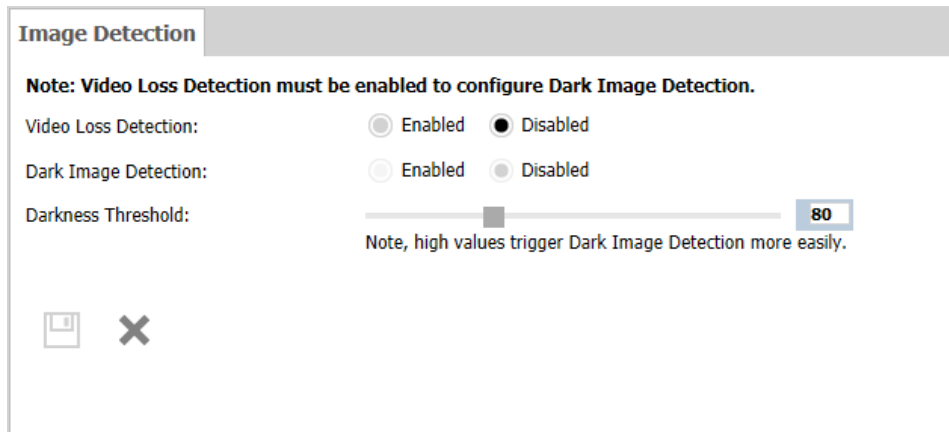 Image Detection
Note: Video Loss Detection must be enabled to configure Dark Image Detection.
Video Loss Detection: Enabled Disabled
Dark Image Detection: Enabled Disabled
Darkness Threshold: 80
Note, high values trigger Dark Image Detection more easily.